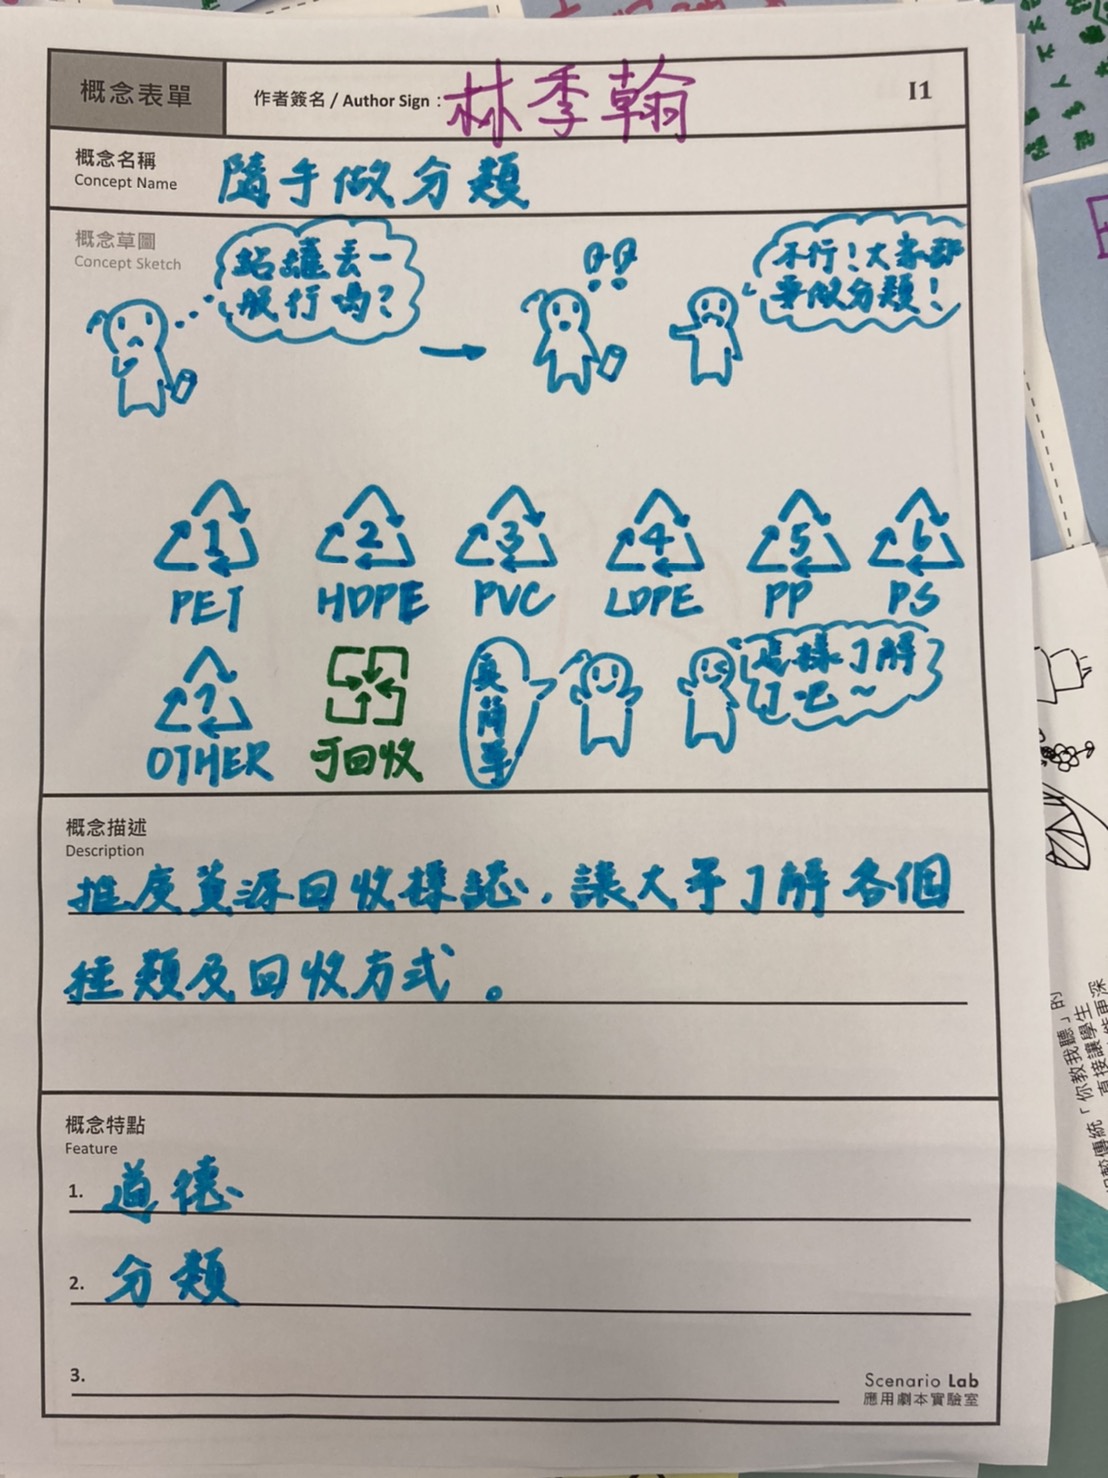 概念表單
作者簽名 / Author Sign : 林季翰
I1
概念名稱
Concept Name
隨手做分類
概念草圖
Concept Sketch
鋁罐丟一
般行嗎?
不行!大家都
要做分類!
1 2 3 4 5 6
PET HDPE PVC LDPE PP PS
7
OTHER
可回收
真簡單
這樣了解
了吧~
概念描述
Description
推廣資源回收標誌,讓大手了解各個
種類及回收方式。
概念特點
Feature
1. 道德
2. 分類
3.
Scenario Lab
應用劇本實驗室
「你教我聽」的
直接讓學生